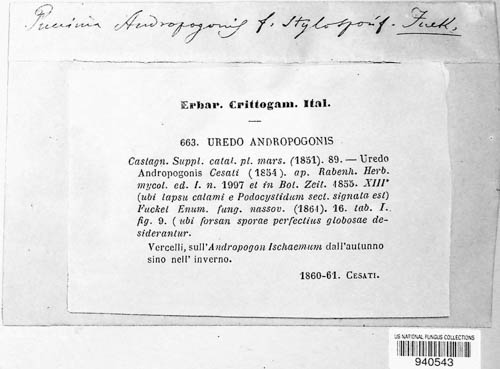 Puccinia Andropogonis f. stylospor. Fuck.
Erbar. Crittogam. Ital.
663. UREDO ANDROPOGONIS
Castagn. Suppl. catal. pl. mars. (1851). 89. — Uredo
Andropogonis Cesati (1854). ap. Rabenh. Herb.
mycol. ed. I. n. 1997 et in Bot. Zeit. 1855. XIII*
(ubi lapsu calami e Podocystidum sect. signala est)
Fuckel Enum. fung. nassov. (1861). 16. tab. I.
fig. 9. (ubi forsan sporae perfectius globosae de-
siderantur.
Vercelli, sull'Andropogon Ischaemum dall'autunno
sino nell' inverno.
1860-61. CESATI.
US NATIONAL FUNGUS COLLECTIONS
940543